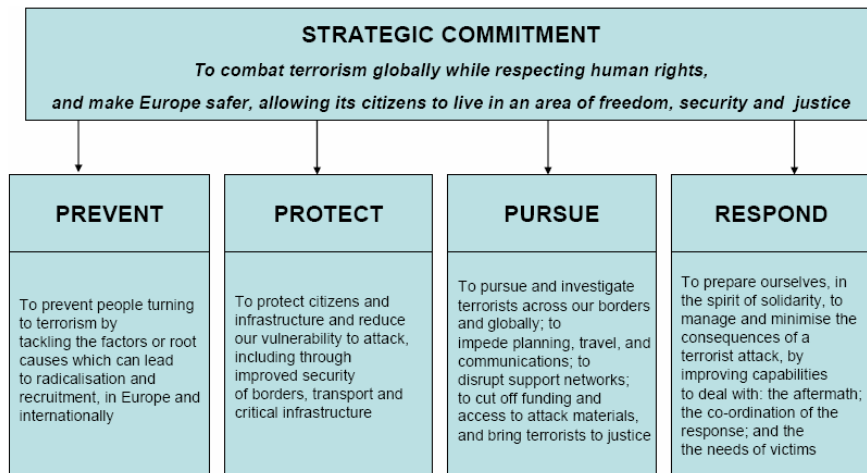 STRATEGIC COMMITMENT
To combat terrorism globally while respecting human rights,
and make Europe safer, allowing its citizens to live in an area of freedom, security and justice
PREVENT
To prevent people turning
to terrorism by
tackling the factors or root
causes which can lead
to radicalisation and
recruitment, in Europe and
internationally
PROTECT
To protect citizens and
infrastructure and reduce
our vulnerability to attack,
including through
improved security
of borders, transport and
critical infrastructure
PURSUE
To pursue and investigate
terrorists across our borders
and globally; to
impede planning, travel, and
communications; to
disrupt support networks;
to cut off funding and
access to attack materials,
and bring terrorists to justice
RESPOND
To prepare ourselves, in
the spirit of solidarity, to
manage and minimise the
consequences of a
terrorist attack, by
improving capabilities
to deal with: the aftermath;
the co-ordination of the
response; and the
the needs of victims